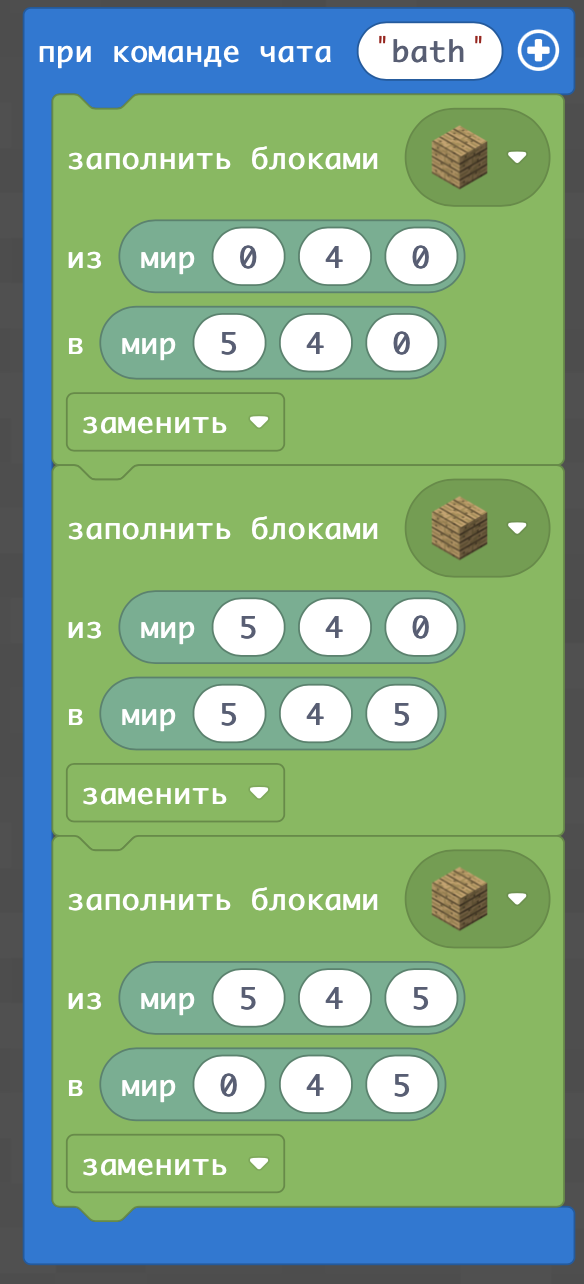 при команде чата "bath"
заполнить блоками
из мир 0 4 0
в мир 5 4 0
заменить
заполнить блоками
из мир 5 4 0
в мир 5 4 5
заменить
заполнить блоками
из мир 5 4 5
в мир 0 4 5
заменить